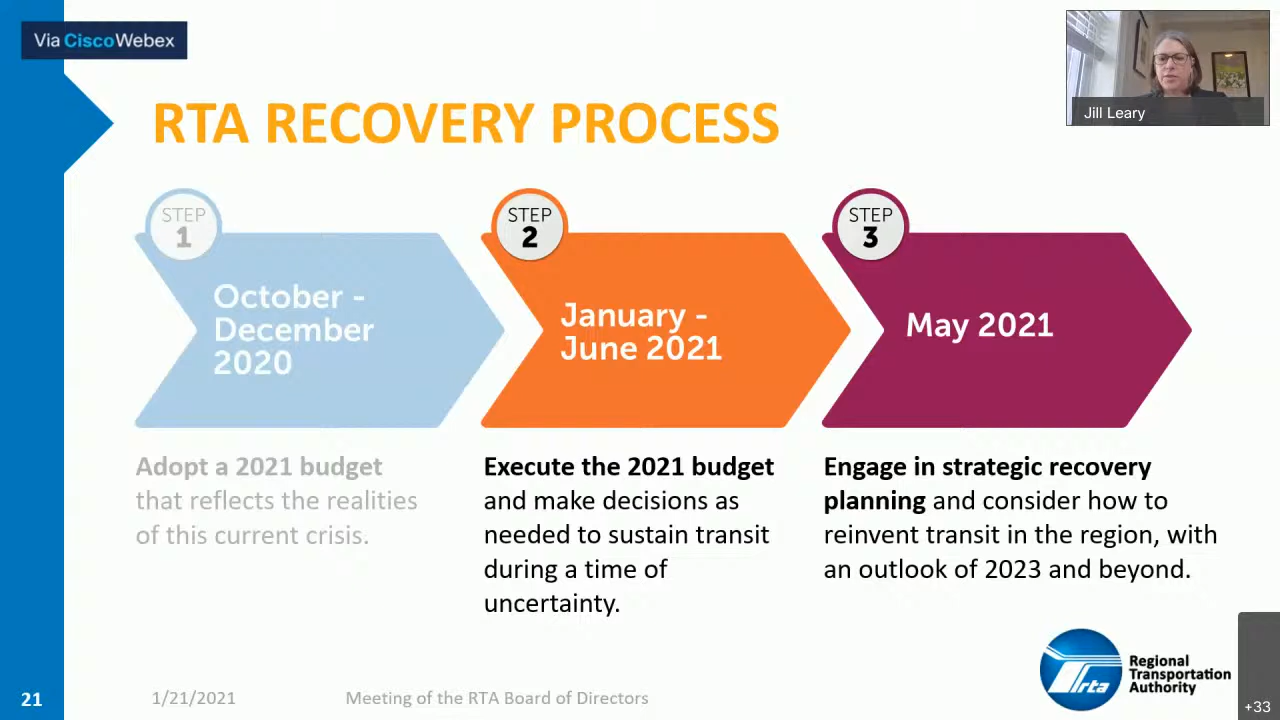 Via CiscoWebex
Jill Leary
RTA RECOVERY PROCESS
STEP
1
October -
December
2020
Adopt a 2021 budget
that reflects the realities
of this current crisis.
STEP
2
January -
June 2021
Execute the 2021 budget
and make decisions as
needed to sustain transit
during a time of
uncertainty.
STEP
3
May 2021
Engage in strategic recovery
planning and consider how to
reinvent transit in the region, with
an outlook of 2023 and beyond.
rta
Regional
Transportation
Authority
21
1/21/2021
Meeting of the RTA Board of Directors
+33